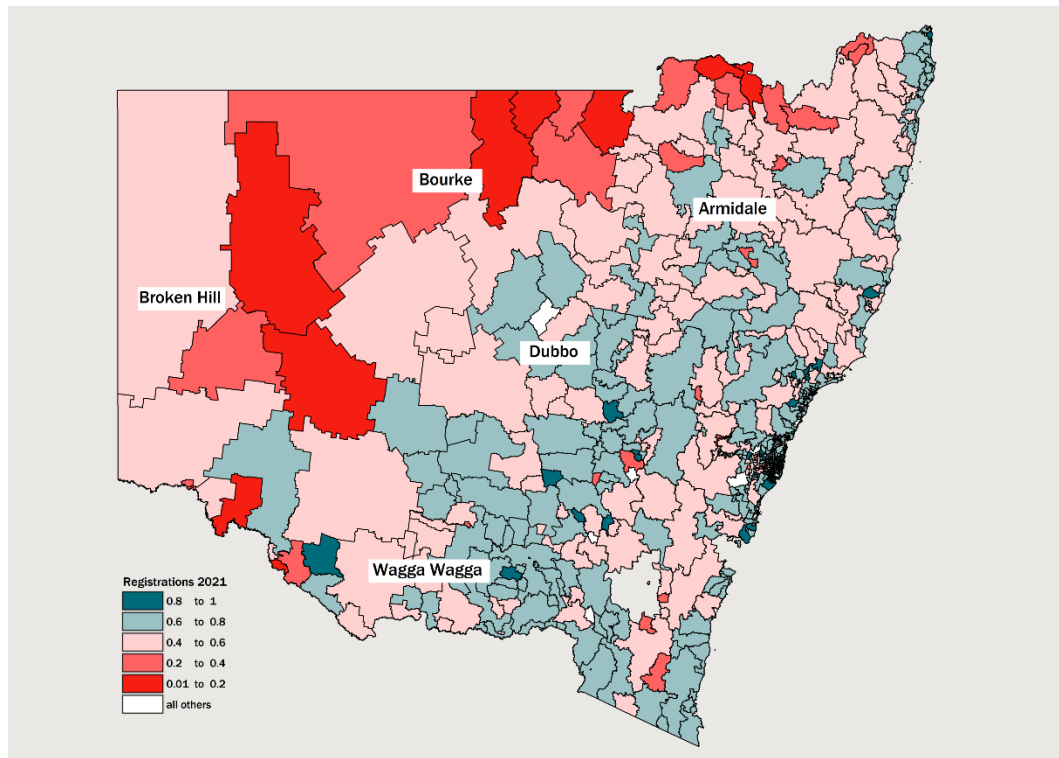 Bourke
Armidale
Broken Hill
Dubbo
Wagga Wagga
Registrations 2021
0.8 to 1
0.6 to 0.8
0.4 to 0.6
0.2 to 0.4
0.01 to 0.2
all others